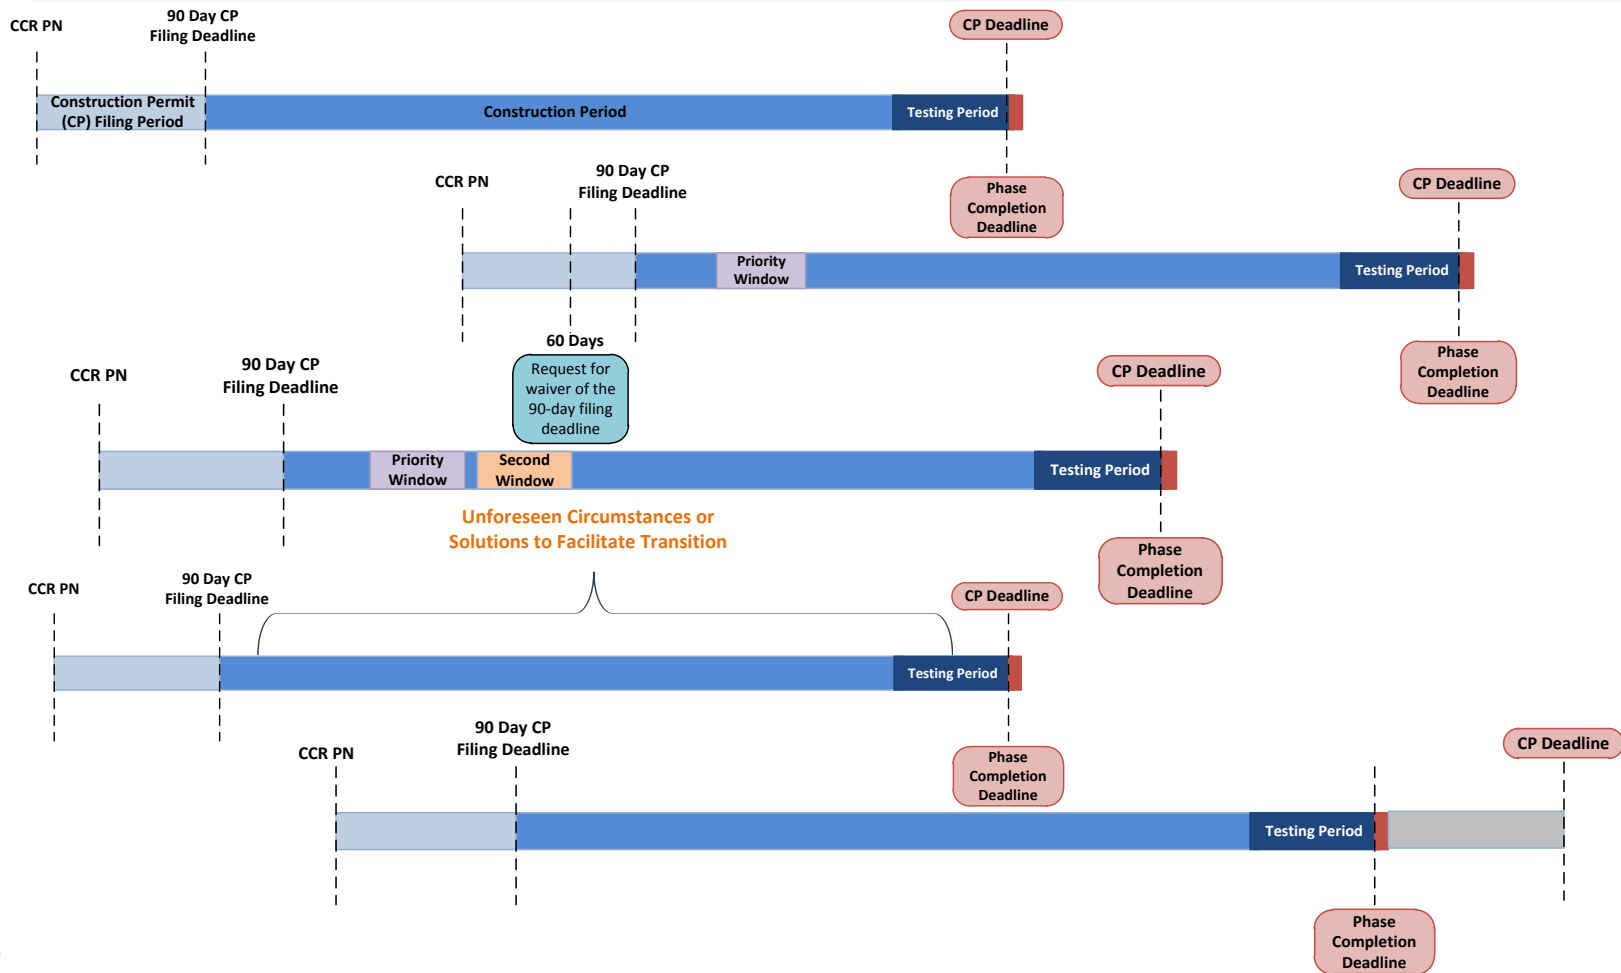 CCR PN
90 Day CP
Filing Deadline
CP Deadline
Construction Permit
(CP) Filing Period
Construction Period
Testing Period
Phase
Completion
Deadline
CCR PN
90 Day CP
Filing Deadline
CP Deadline
Priority
Window
Testing Period
60 Days
Request for
waiver of the
90-day filing
deadline
Phase
Completion
Deadline
CCR PN
90 Day CP
Filing Deadline
CP Deadline
Priority
Window
Second
Window
Testing Period
Phase
Completion
Deadline
Unforeseen Circumstances or
Solutions to Facilitate Transition
CCR PN
90 Day CP
Filing Deadline
CP Deadline
Testing Period
Phase
Completion
Deadline
CCR PN
90 Day CP
Filing Deadline
CP Deadline
Testing Period
Phase
Completion
Deadline